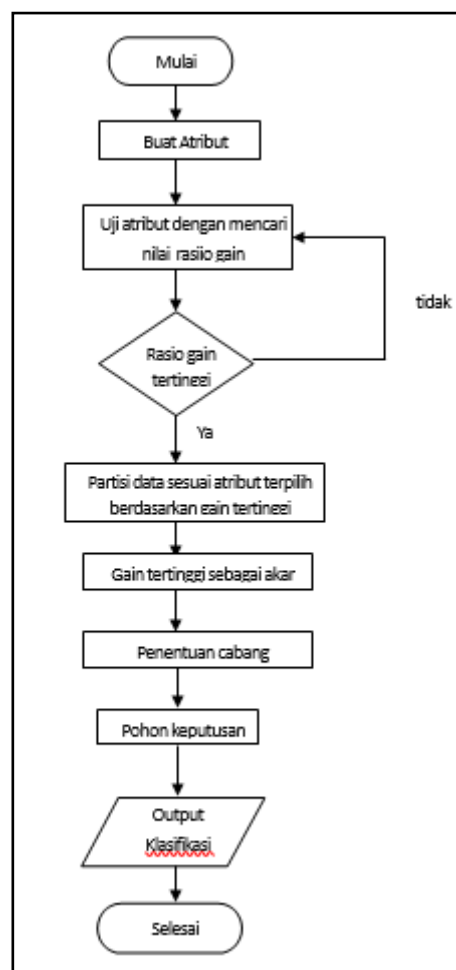 Mulai
Buat Atribut
Uji atribut dengan mencari
nilai rasiio gain
tidak
Rasio gain
tertinggi
Ya
Partisi data sesuai atribut terpilih
berdasarkan gain tertinggi
Gain tertinggi sebagai akar
Penentuan cabang
Pohon keputusan
Output
Klasifikasi
Selesai